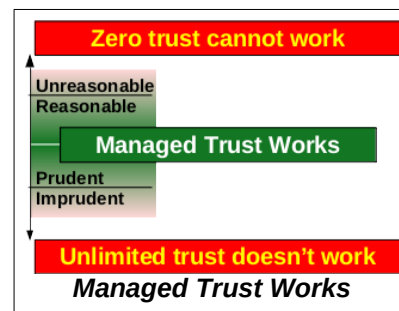 Zero trust cannot work
Unreasonable
Reasonable
Managed Trust Works
Prudent
Imprudent
Unlimited trust doesn’t work
Managed Trust Works